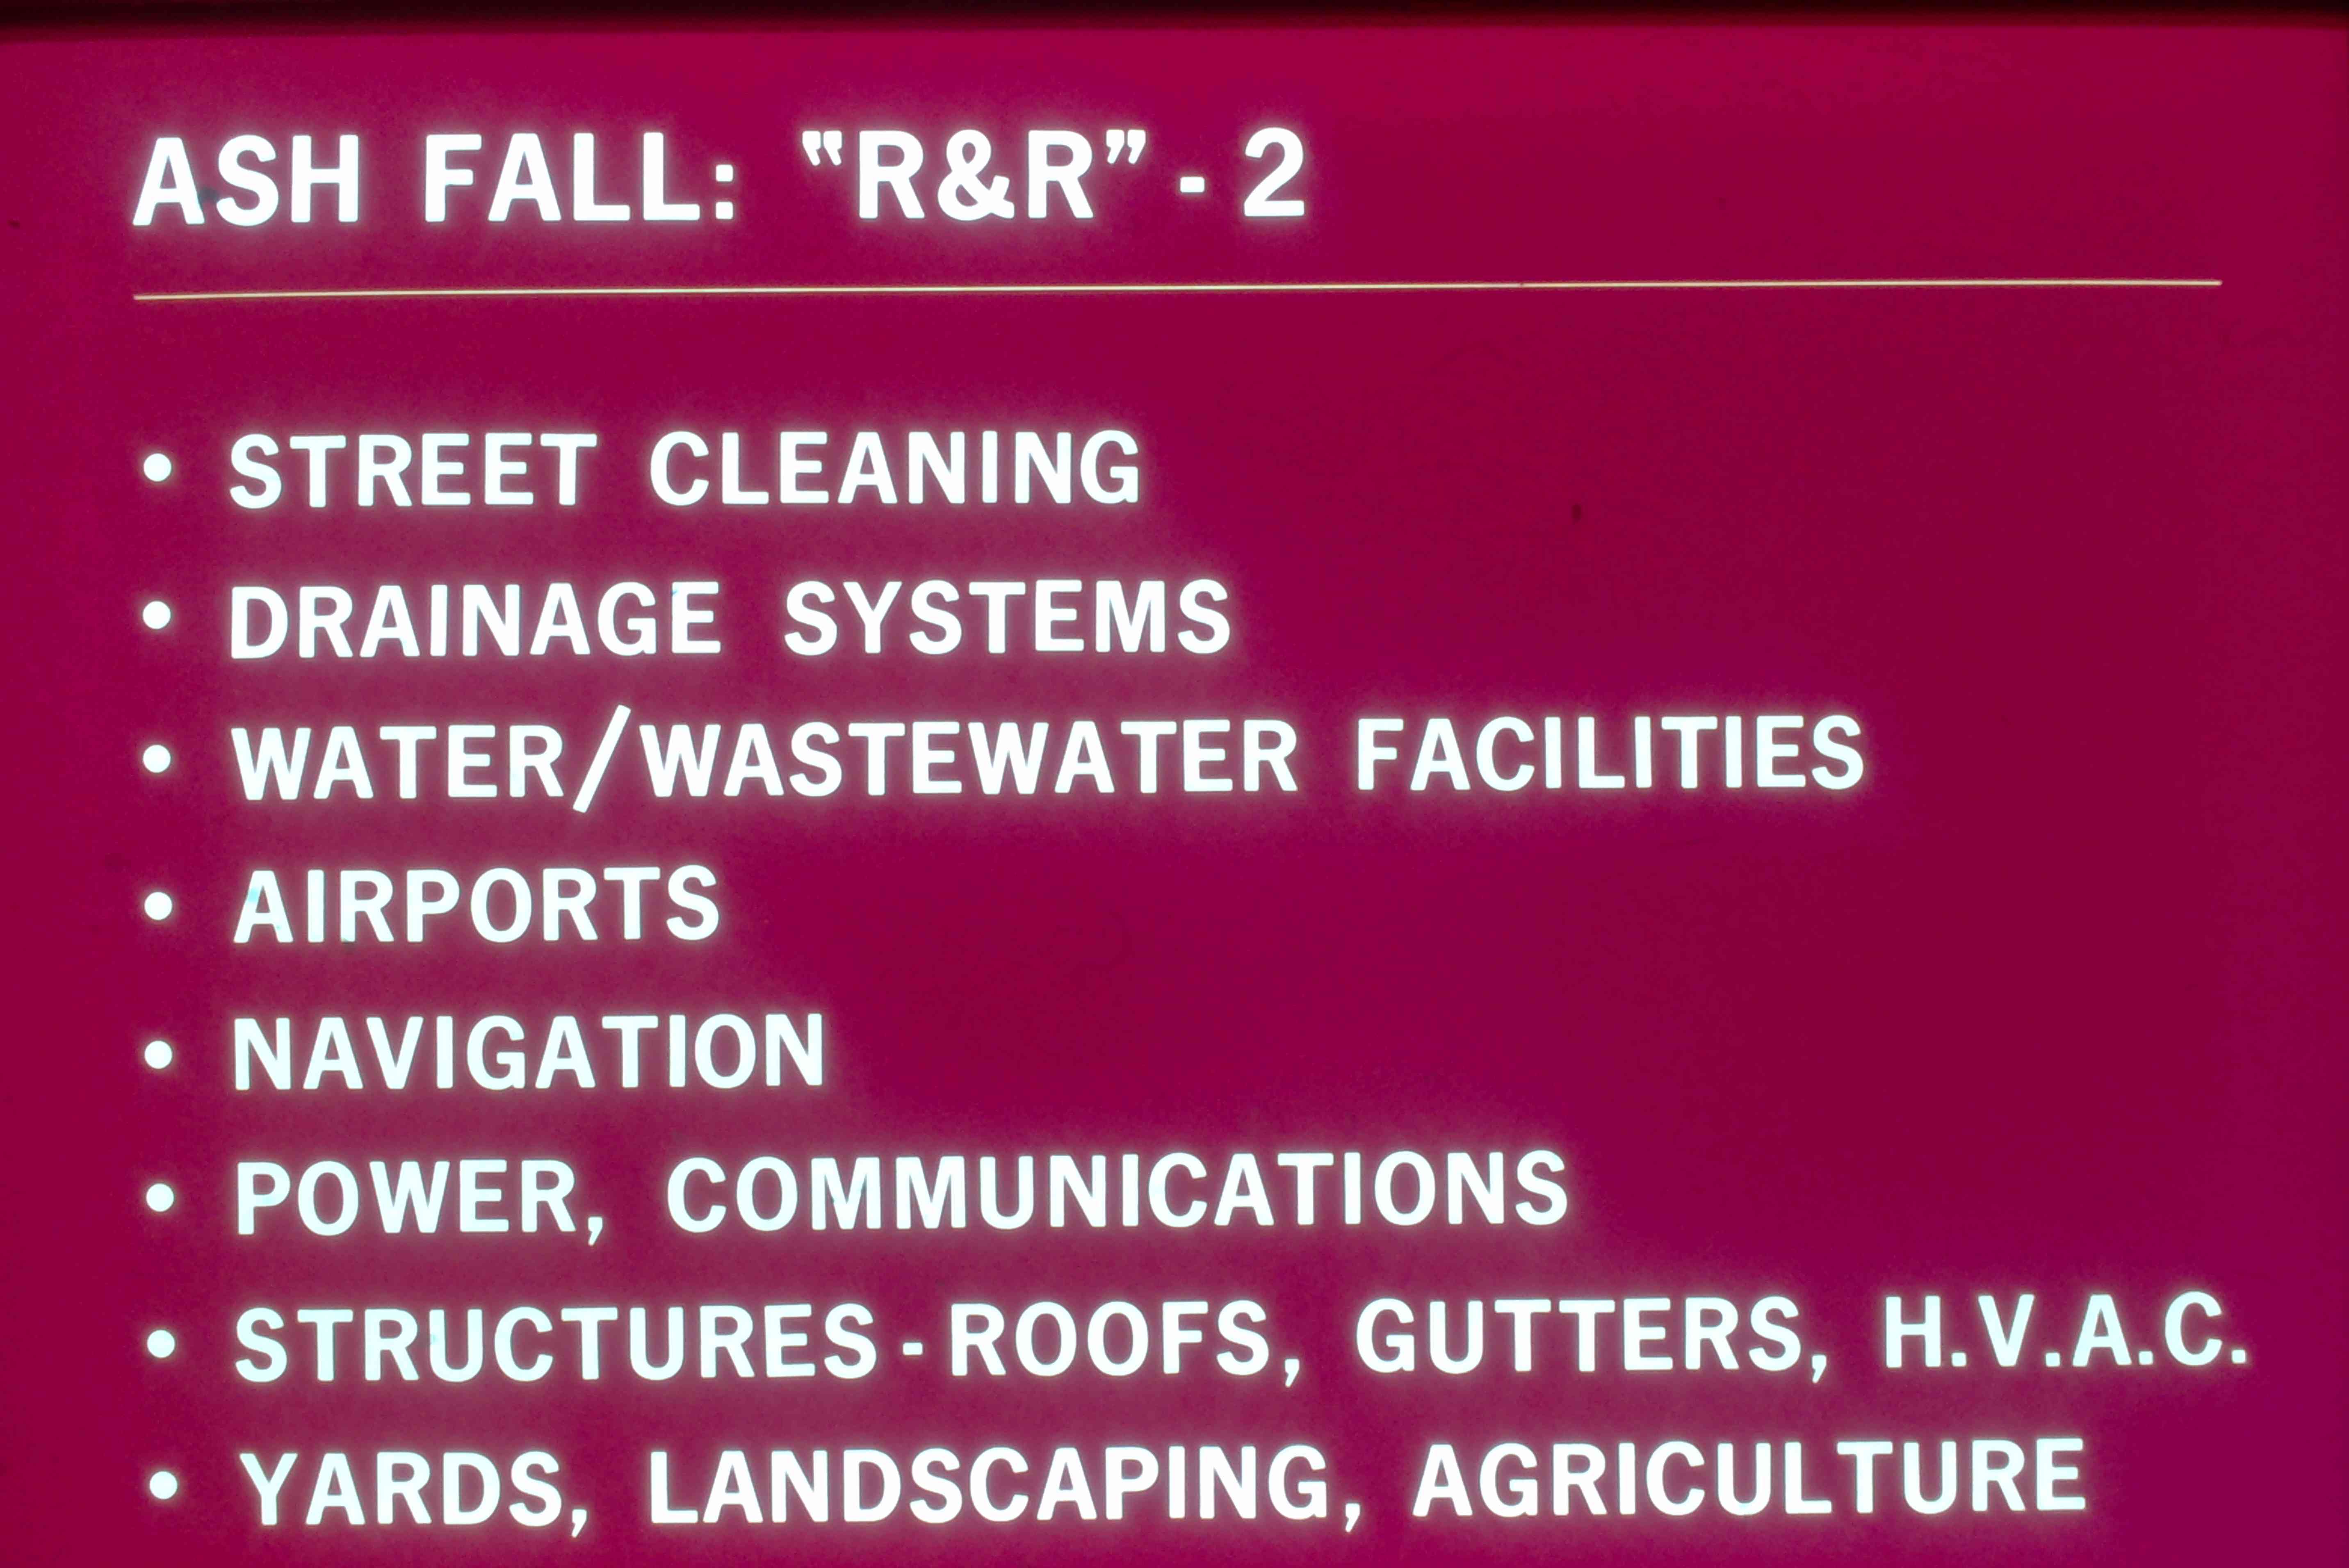 ASH FALL: "R&R" - 2
• STREET CLEANING
• DRAINAGE SYSTEMS
• WATER/WASTEWATER FACILITIES
• AIRPORTS
• NAVIGATION
• POWER, COMMUNICATIONS
• STRUCTURES - ROOFS, GUTTERS, H.V.A.C.
• YARDS, LANDSCAPING, AGRICULTURE